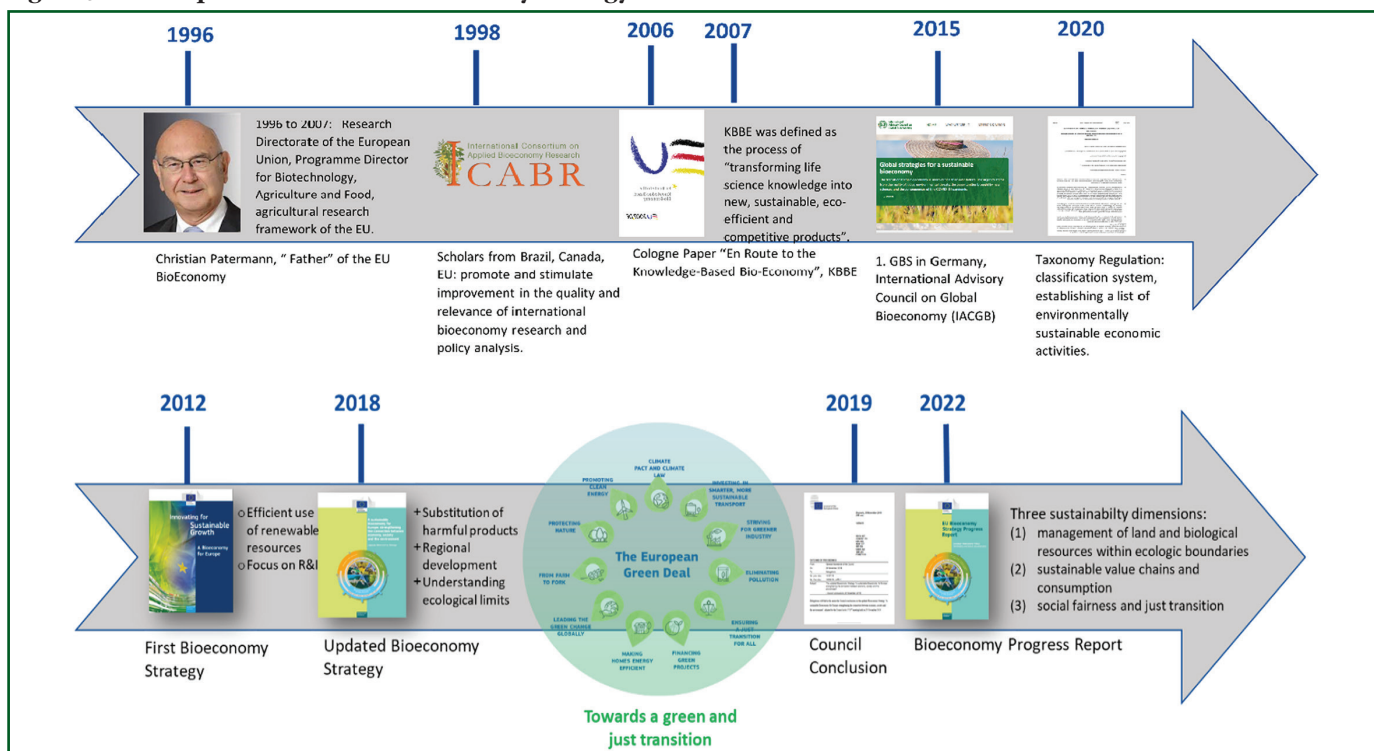 1996
1998
2006
2007
2015
2020
1996 to 2007: Research
Directorate of the European
Union, Programme Director
for Biotechnology,
Agriculture and Food,
agricultural research
framework of the EU.
Christian Patermann, “ Father” of the EU
BioEconomy
International Consortium on
Applied Bioeconomy Research
ICABR
Scholars from Brazil, Canada,
EU: promote and stimulate
improvement in the quality and
relevance of international
bioeconomy research and
policy analysis.
KBBE was defined as
the process of
“transforming life
science knowledge into
new, sustainable, eco-
efficient and
competitive products”.
Cologne Paper “En Route to the
Knowledge-Based Bio-Economy”, KBBE
Global strategies for a sustainable
bioeconomy
1. GBS in Germany,
International Advisory
Council on Global
Bioeconomy (IACGB)
Taxonomy Regulation:
classification system,
establishing a list of
environmentally
sustainable economic
activities.
2012
2018
2019
2022
Innovating for
Sustainable
Growth
A Bioeconomy
for Europe
o Efficient use
of renewable
resources
o Focus on R&I
First Bioeconomy
Strategy
+ Substitution of
harmful products
+ Regional
development
+ Understanding
ecological limits
Updated Bioeconomy
Strategy
CLIMATE
PACT AND CLIMATE
LAW
PROMOTING
CLEAN
ENERGY
INVESTING IN
SMARTER, MORE
SUSTAINABLE
TRANSPORT
PROTECTING
NATURE
STRIVING
FOR GREENER
INDUSTRY
The European
Green Deal
FROM FARM
TO FORK
ELIMINATING
POLLUTION
LEADING THE
GREEN CHANGE
GLOBALLY
ENSURING
A JUST
TRANSITION
FOR ALL
MAKING
HOMES ENERGY
EFFICIENT
FINANCING
GREEN
PROJECTS
Towards a green and
just transition
Council
Conclusion
EU Bioeconomy
Strategy Progress
Report
Bioeconomy Progress Report
Three sustainabilty dimensions:
(1) management of land and biological
resources within ecologic boundaries
(2) sustainable value chains and
consumption
(3) social fairness and just transition